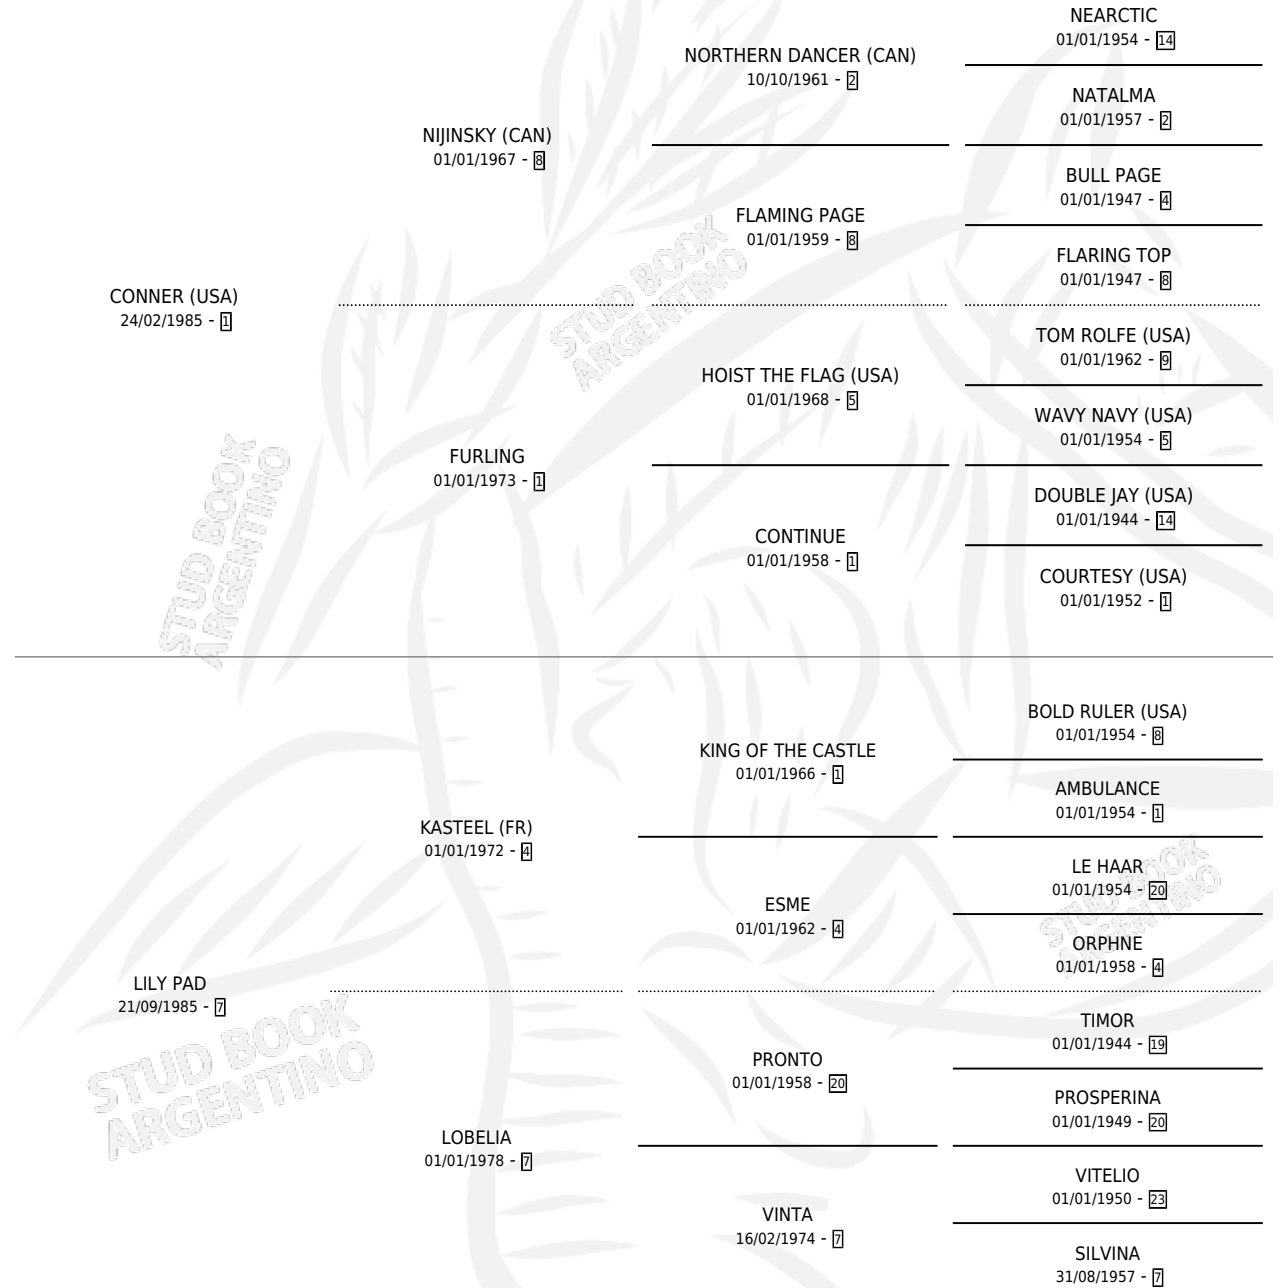 NEARCTIC
01/01/1954 - 14
NORTHERN DANCER (CAN)
10/10/1961 - 2
NATALMA
01/01/1957 - 2
NIJINSKY (CAN)
01/01/1967 - 8
BULL PAGE
01/01/1947 - 4
FLAMING PAGE
01/01/1959 - 8
FLARING TOP
01/01/1947 - 8
CONNER (USA)
24/02/1985 - 1
TOM ROLFE (USA)
01/01/1962 - 9
HOIST THE FLAG (USA)
01/01/1968 - 5
WAVY NAVY (USA)
01/01/1954 - 5
FURLING
01/01/1973 - 1
DOUBLE JAY (USA)
01/01/1944 - 14
CONTINUE
01/01/1958 - 1
COURTESY (USA)
01/01/1952 - 1
BOLD RULER (USA)
01/01/1954 - 8
KING OF THE CASTLE
01/01/1966 - 1
AMBULANCE
01/01/1954 - 1
KASTEEL (FR)
01/01/1972 - 4
LE HAAR
01/01/1954 - 20
ESME
01/01/1962 - 4
ORPHNE
01/01/1958 - 4
LILY PAD
21/09/1985 - 7
TIMOR
01/01/1944 - 19
PRONTO
01/01/1958 - 20
PROSPERINA
01/01/1949 - 20
LOBELIA
01/01/1978 - 7
VITELIO
01/01/1950 - 23
VINTA
16/02/1974 - 7
SILVINA
31/08/1957 - 7
STUD BOOK
ARGENTINO
STUD BOOK
ARGENTINO
STUD BOOK
ARGENTINO
STUD BOOK
ARGENTINO